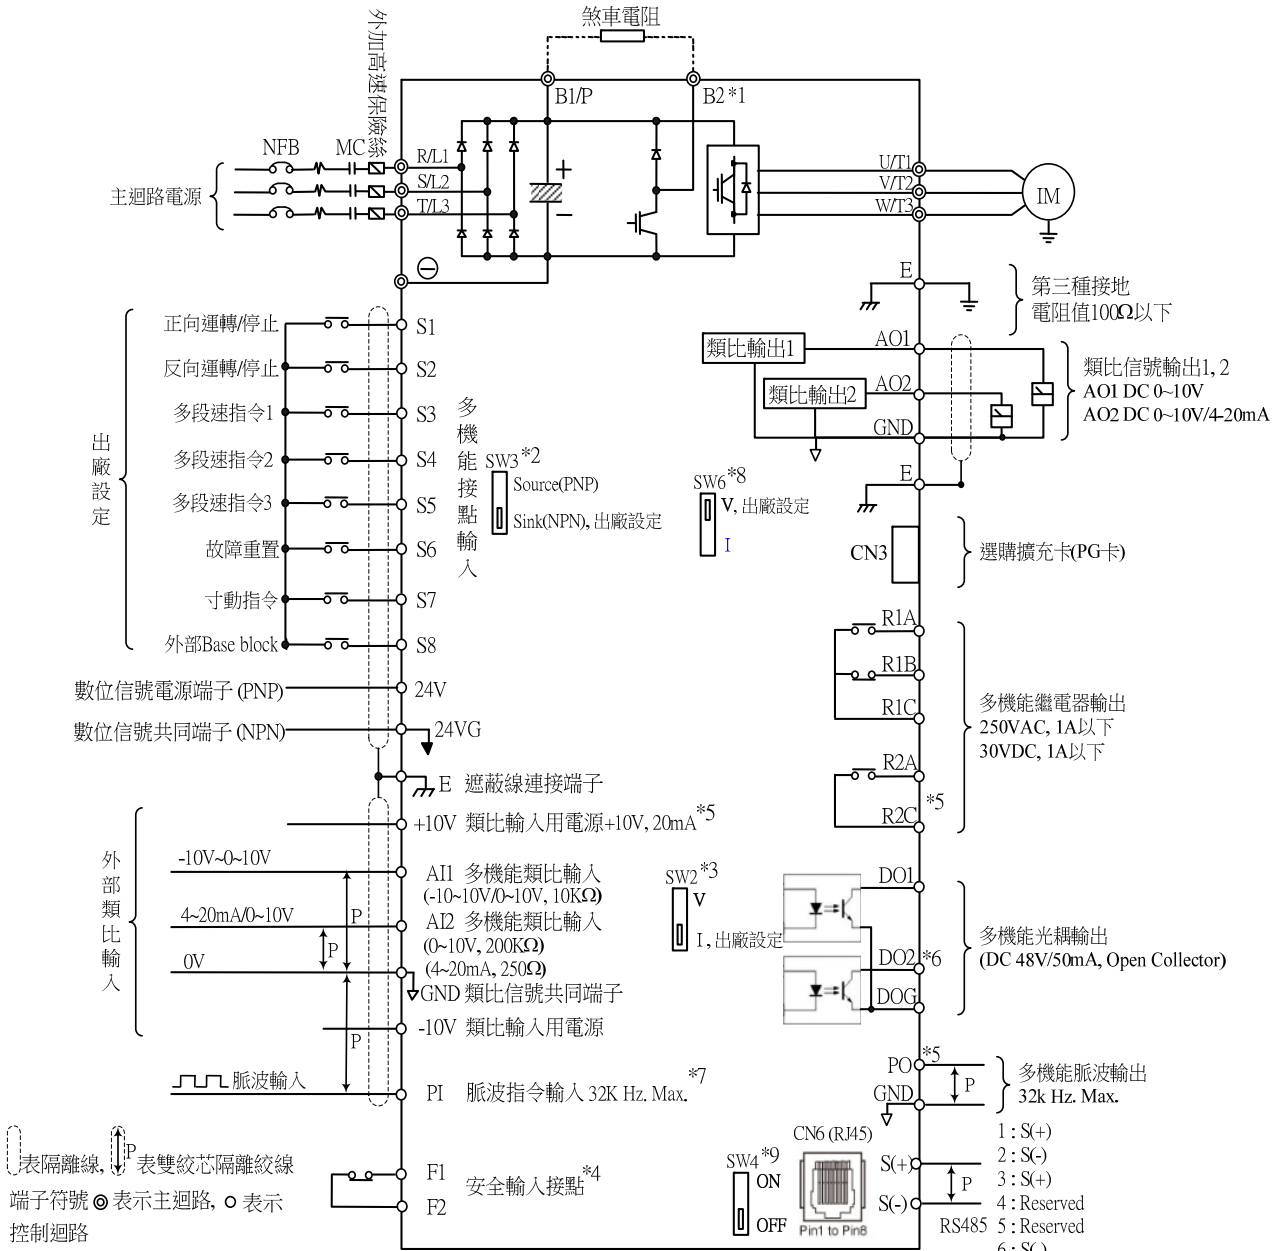 煞車電阻
外加高速保險絲
B1/P
B2*1
NFB
MC
R/L1
S/L2
T/L3
主迴路電源
U/T1
V/T2
W/T3
IM
E
第三種接地
電阻值100Ω以下
出廠設定
正向運轉/停止
S1
反向運轉/停止
S2
多段速指令1
S3
多段速指令2
S4
多段速指令3
S5
故障重置
S6
寸動指令
S7
外部Base block
S8
多機能接點輸入
SW3*2
Source(PNP)
Sink(NPN), 出廠設定
數位信號電源端子 (PNP)
24V
數位信號共同端子 (NPN)
24VG
E 遮蔽線連接端子
類比輸出1
AO1
類比輸出2
AO2
GND
類比信號輸出1, 2
AO1 DC 0~10V
AO2 DC 0~10V/4-20mA
E
SW6*8
V, 出廠設定
I
CN3
選購擴充卡(PG卡)
R1A
R1B
R1C
R2A
R2C
*5
多機能繼電器輸出
250VAC, 1A以下
30VDC, 1A以下
外部類比輸入
+10V 類比輸入用電源+10V, 20mA*5
-10V~0~10V
AI1 多機能類比輸入
(-10~10V/0~10V, 10KΩ)
4~20mA/0~10V
P
AI2 多機能類比輸入
(0~10V, 200KΩ)
P
0V
(4~20mA, 250Ω)
GND 類比信號共同端子
-10V 類比輸入用電源
P
脈波輸入
PI 脈波指令輸入 32K Hz. Max.*7
SW2*3
V
I , 出廠設定
DO1
DO2
*6
DOG
多機能光耦輸出
(DC 48V/50mA, Open Collector)
PO
*5
GND
P
多機能脈波輸出
32k Hz. Max.
表隔離線,
P
表雙絞芯隔離絞線
端子符號 ◎ 表示主迴路, ○ 表示
控制迴路
F1
F2
安全輸入接點*4
SW4*9
ON
OFF
CN6 (RJ45)
Pin1 to Pin8
S(+)
S(-)
P
RS485
1 : S(+)
2 : S(-)
3 : S(+)
4 : Reserved
5 : Reserved
6 : S(-)